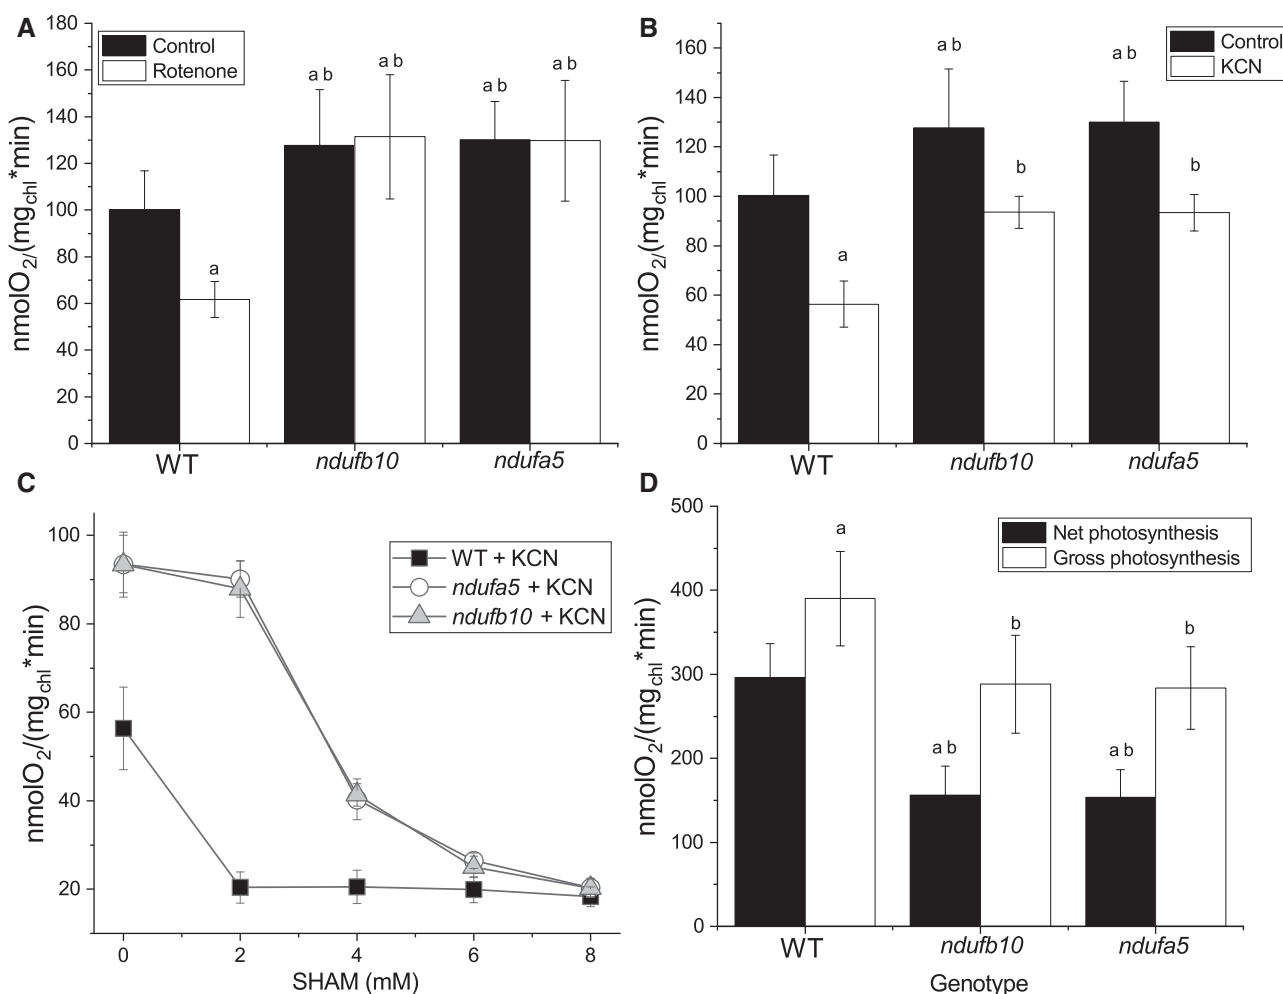 A
nmolO2/(mgchl*min)
180
160
140
120
100
80
60
40
20
0
Control
Rotenone
a
a b
a b
a b
a b
WT
ndufb10
ndufa5
B
nmolO2/(mgchl*min)
160
140
120
100
80
60
40
20
0
Control
KCN
a
a b
b
a b
b
WT
ndufb10
ndufa5
C
nmolO2/(mgchl*min)
100
80
60
40
20
WT + KCN
ndufa5 + KCN
ndufb10 + KCN
0 2 4 6 8
SHAM (mM)
D
nmolO2/(mgchl*min)
500
400
300
200
100
0
Net photosynthesis
Gross photosynthesis
a
a b
b
a b
b
WT
ndufb10
ndufa5
Genotype